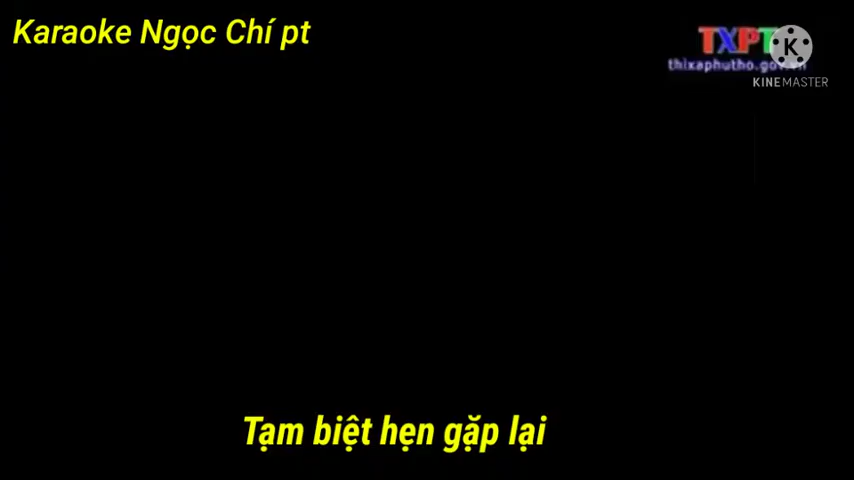 Karaoke Ngọc Chí pt
TXPT
thixaphutho.gov.vn
KINEMASTER
Tạm biệt hẹn gặp lại